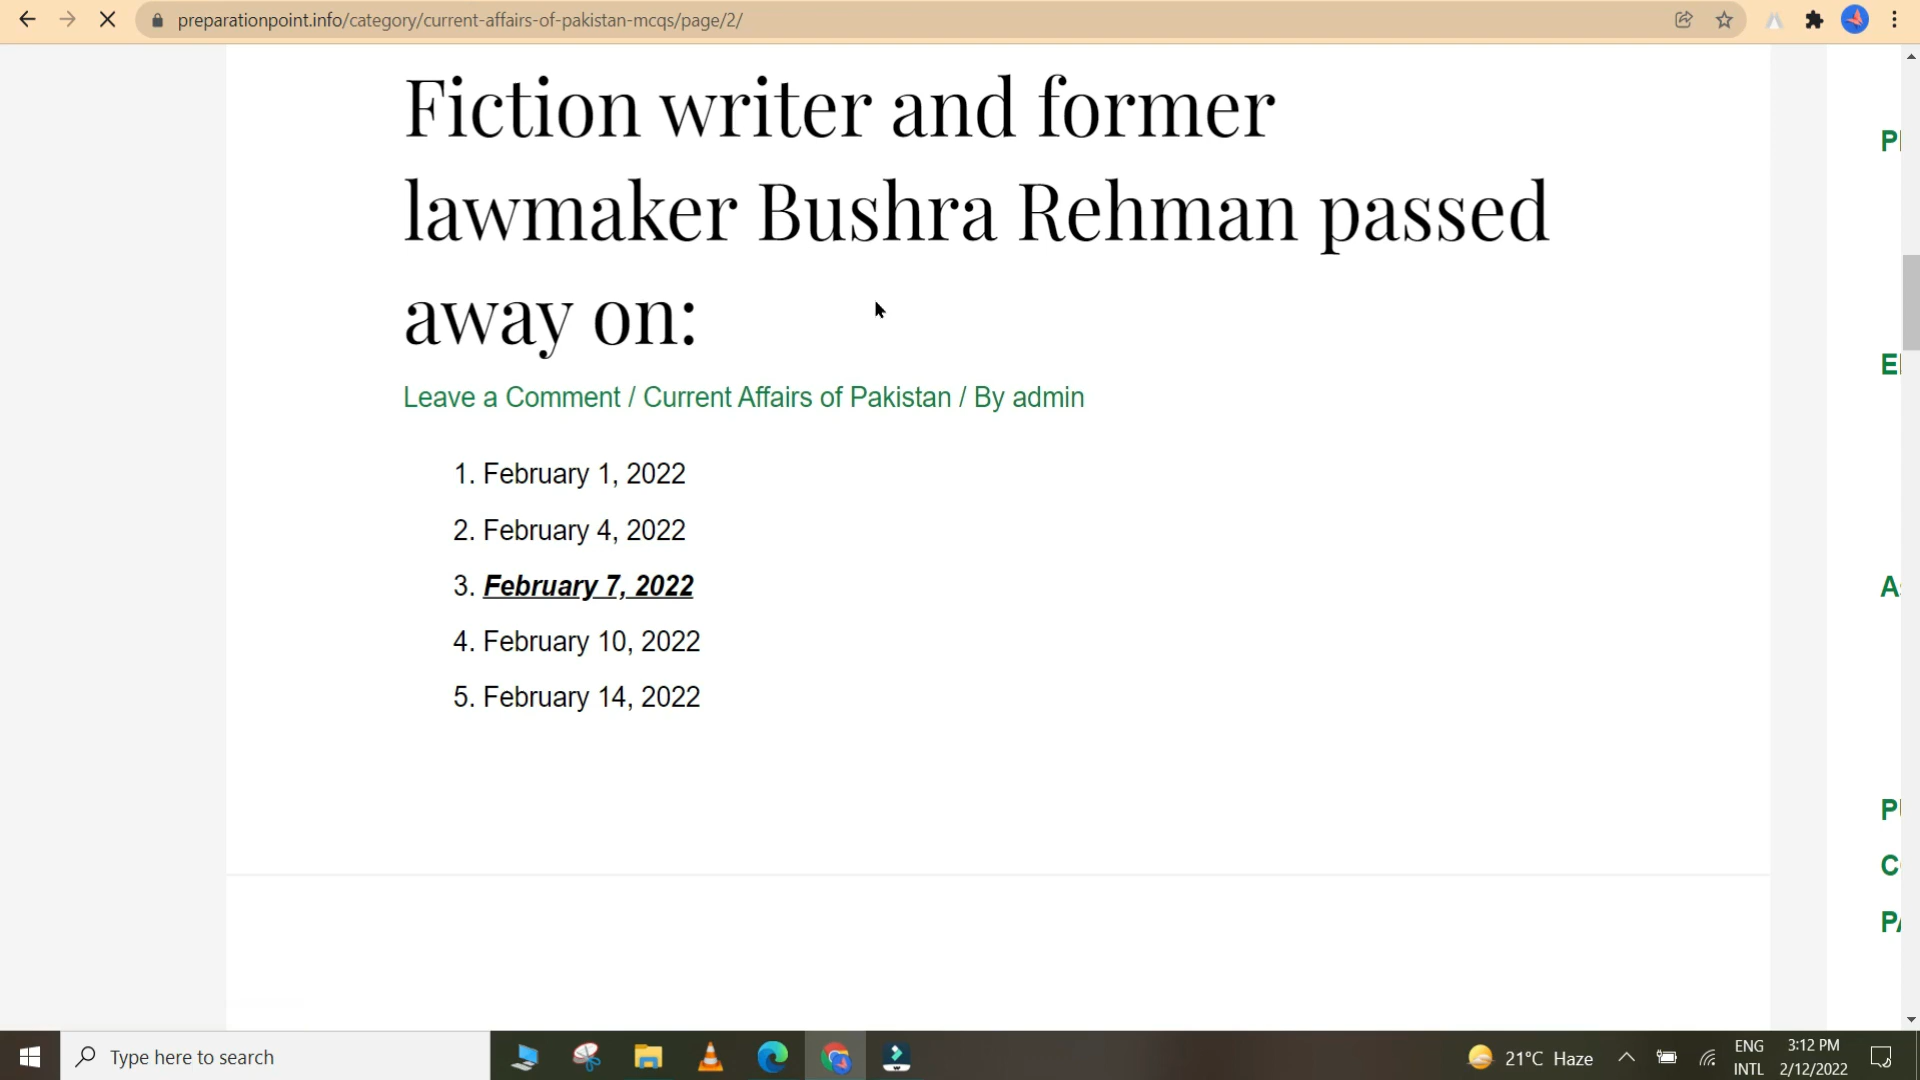 preparationpoint.info/category/current-affairs-of-pakistan-mcqs/page/2/
Fiction writer and former
lawmaker Bushra Rehman passed
away on:
Leave a Comment / Current Affairs of Pakistan / By admin
1. February 1, 2022
2. February 4, 2022
3. February 7, 2022
4. February 10, 2022
5. February 14, 2022
Type here to search
21°C Haze
ENG
INTL
3:12 PM
2/12/2022